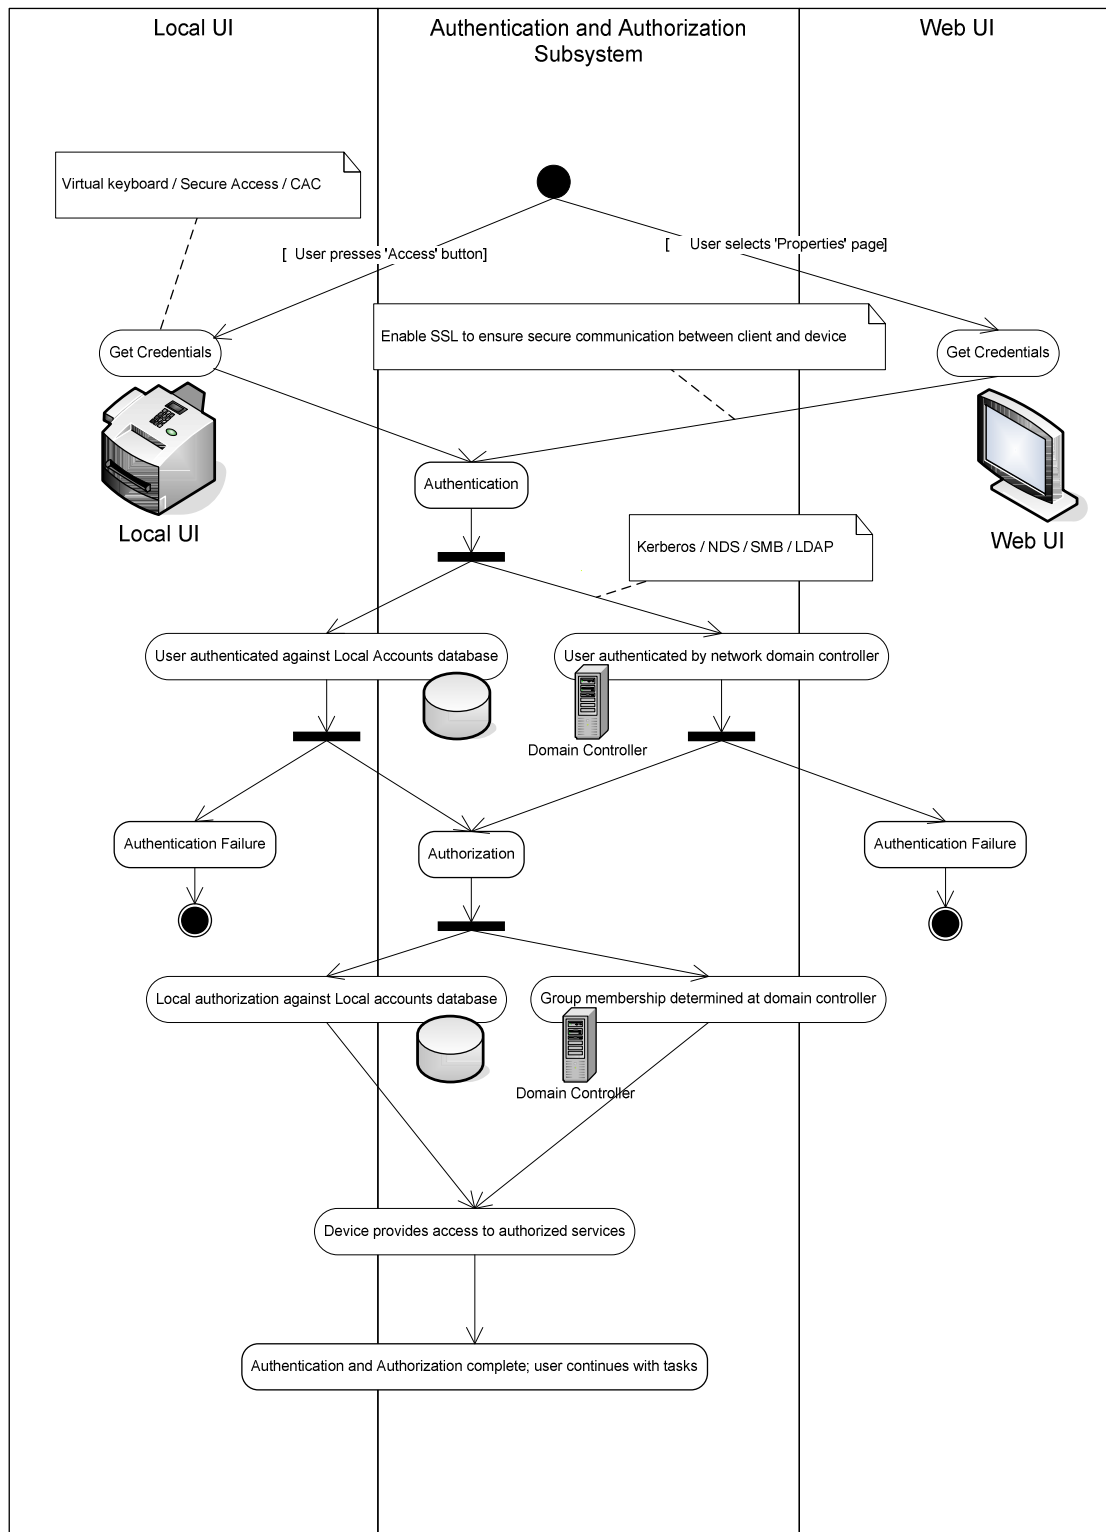 Local UI
Authentication and Authorization
Subsystem
Web UI
Virtual keyboard / Secure Access / CAC
[ User presses 'Access' button]
[ User selects 'Properties' page]
Enable SSL to ensure secure communication between client and device
Get Credentials
Get Credentials
Authentication
Local UI
Web UI
Kerberos / NDS / SMB / LDAP
User authenticated against Local Accounts database
User authenticated by network domain controller
Domain Controller
Authentication Failure
Authorization
Authentication Failure
Local authorization against Local accounts database
Group membership determined at domain controller
Domain Controller
Device provides access to authorized services
Authentication and Authorization complete; user continues with tasks